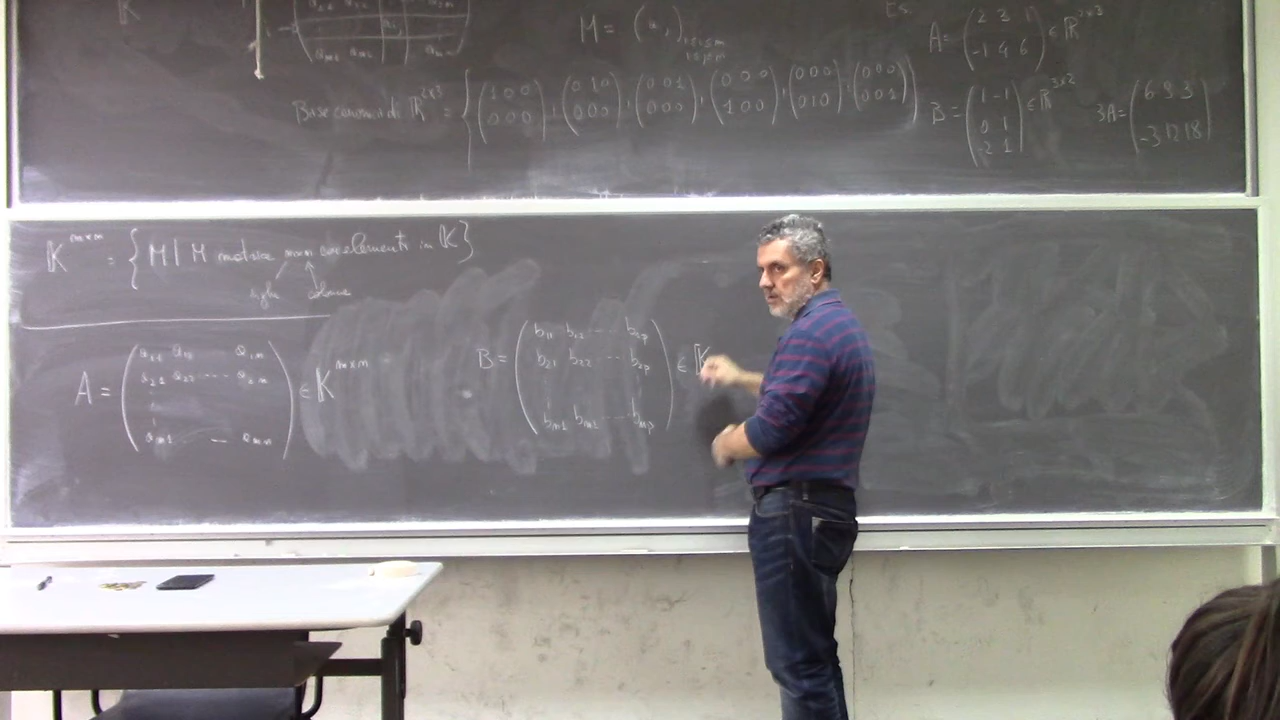 K
Es.
M = ( )
A = ( 2 3 1 ) ∈ ℝ^{2×3}
-1 4 6
Base canonica di ℝ^{2×3} = { ( 1 0 0 ) , ( 0 1 0 ) , ( 0 0 1 ) , ( 0 0 0 ) , ( 0 0 0 ) , ( 0 0 0 ) }
0 0 0 0 0 0 0 0 0 1 0 0 0 1 0 0 0 1
B = ( 1 -1 ) ∈ ℝ^{3×2}
0 1
-2 1
3A = ( 6 9 3 )
-3 12 18
𝕂^{m×n} = { M | M matrice m×n con elementi in 𝕂 }
righe colonne
A = ( a11 a12 a1n ) ∈ 𝕂^{m×n}
a21 a22 ... a2n
am1 ... amn
B = ( b11 b12 ... b1p ) ∈ 𝕂
b21 b22 ... b2p
bn1 bn2 ... bnp